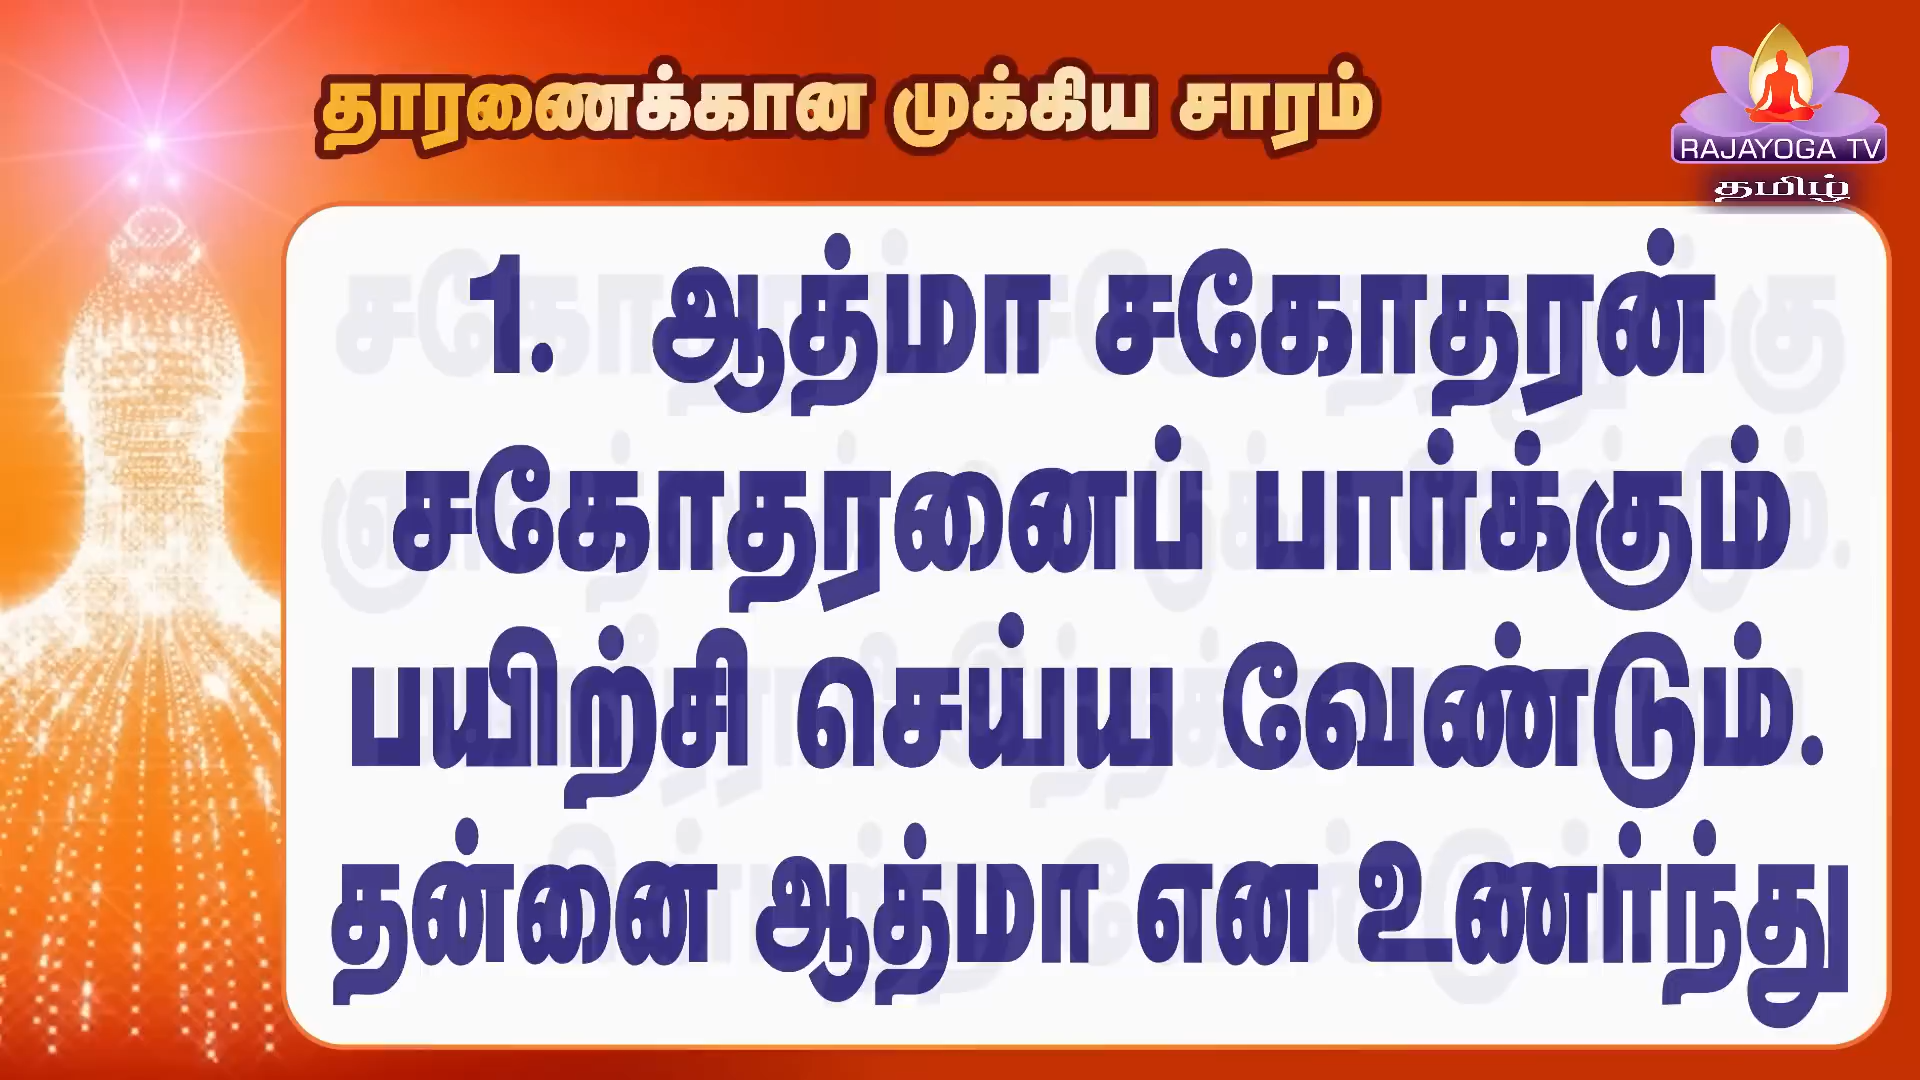 தாரணைக்கான முக்கிய சாரம்
RAJAYOGA TV
தமிழ்
1. ஆத்மா சகோதரன்
சகோதரனைப் பார்க்கும்
பயிற்சி செய்ய வேண்டும்.
தன்னை ஆத்மா என உணர்ந்து